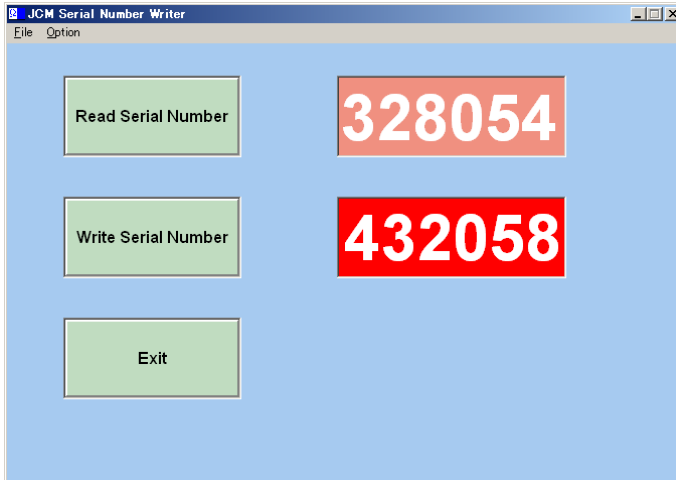 JCM Serial Number Writer
File Option
Read Serial Number
328054
Write Serial Number
432058
Exit